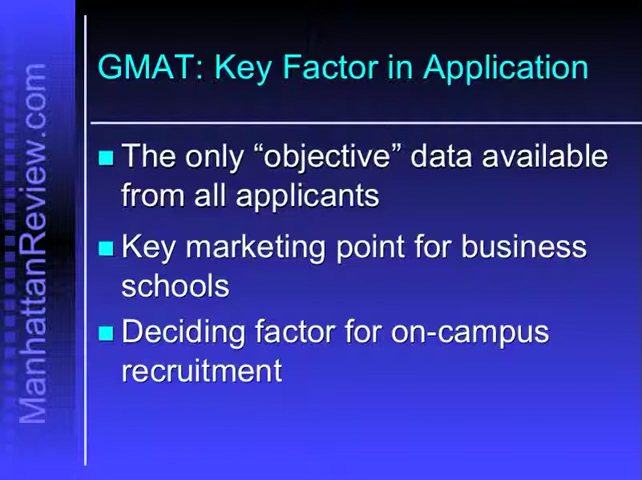 GMAT: Key Factor in Application
The only “objective” data available
from all applicants
Key marketing point for business
schools
Deciding factor for on-campus
recruitment
ManhattanReview.com